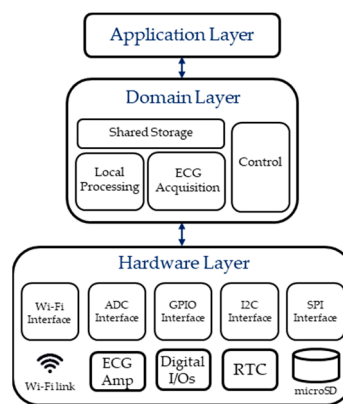 Application Layer
Domain Layer
Shared Storage
Local
Processing
ECG
Acquisition
Control
Hardware Layer
Wi-Fi
Interface
ADC
Interface
GPIO
Interface
I2C
Interface
SPI
Interface
Wi-Fi link
ECG
Amp
Digital
I/Os
RTC
microSD